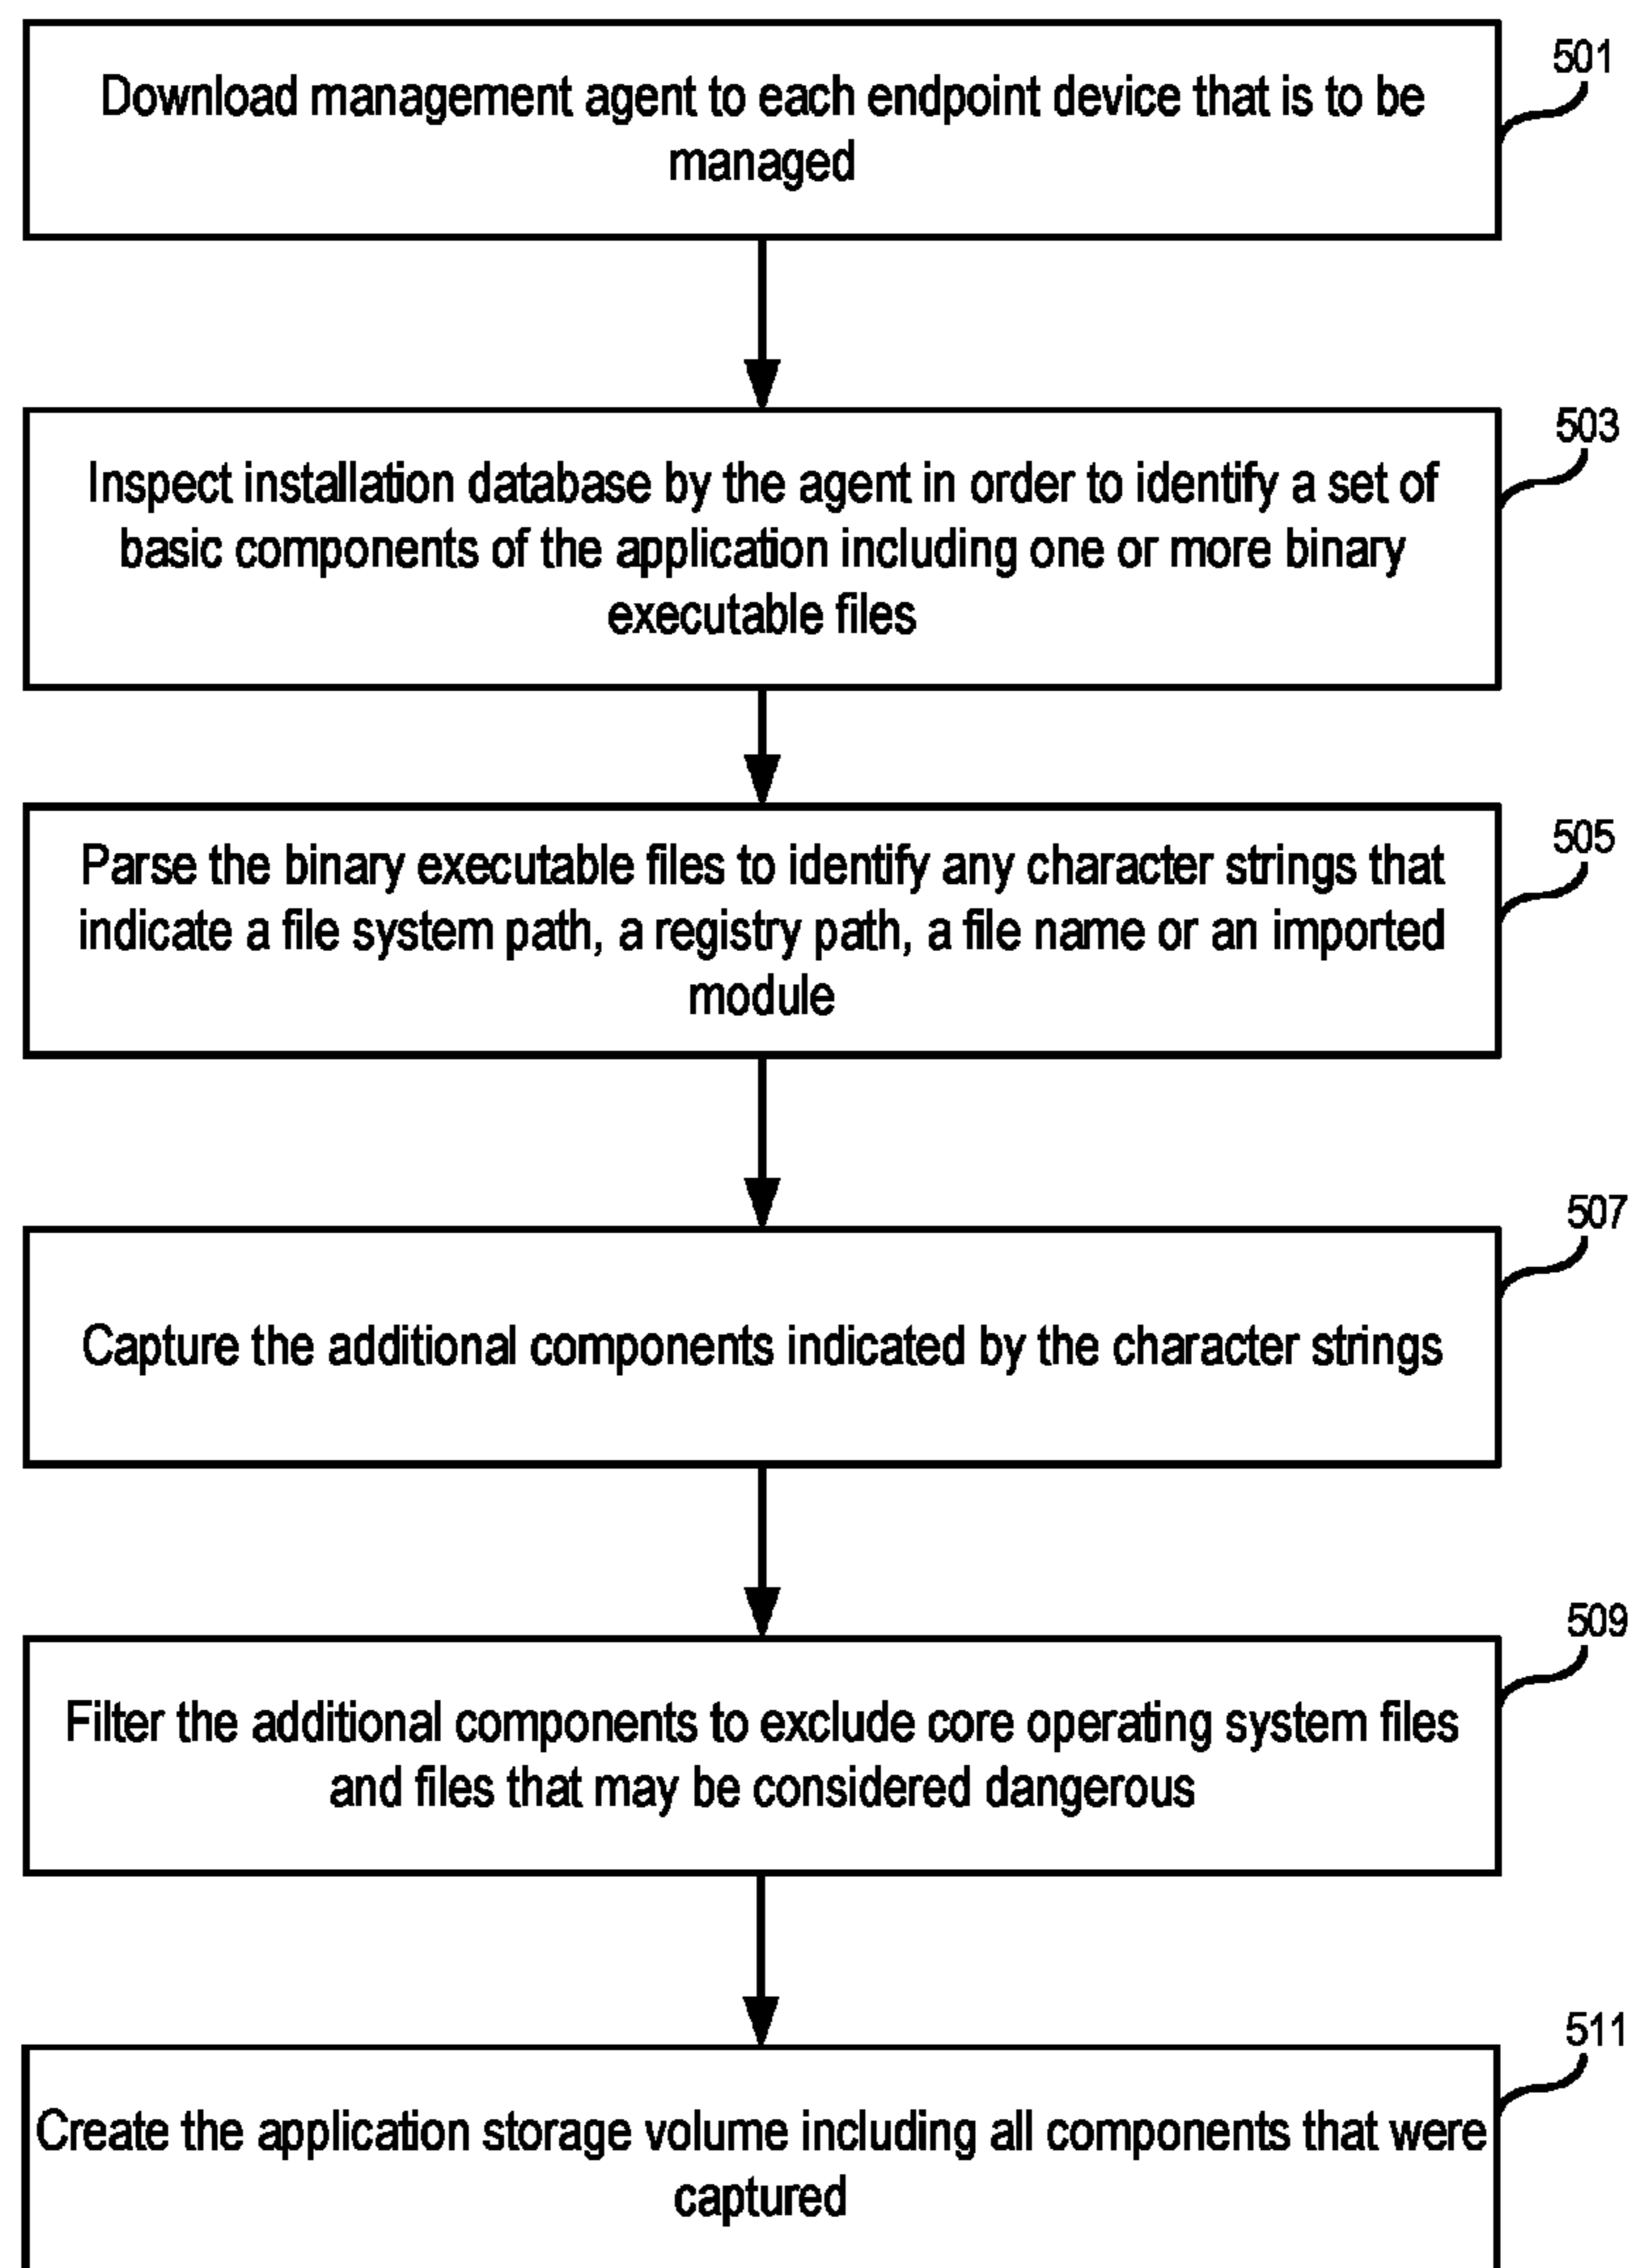 501
Download management agent to each endpoint device that is to be
managed
503
Inspect installation database by the agent in order to identify a set of
basic components of the application including one or more binary
executable files
505
Parse the binary executable files to identify any character strings that
indicate a file system path, a registry path, a file name or an imported
module
507
Capture the additional components indicated by the character strings
509
Filter the additional components to exclude core operating system files
and files that may be considered dangerous
511
Create the application storage volume including all components that were
captured